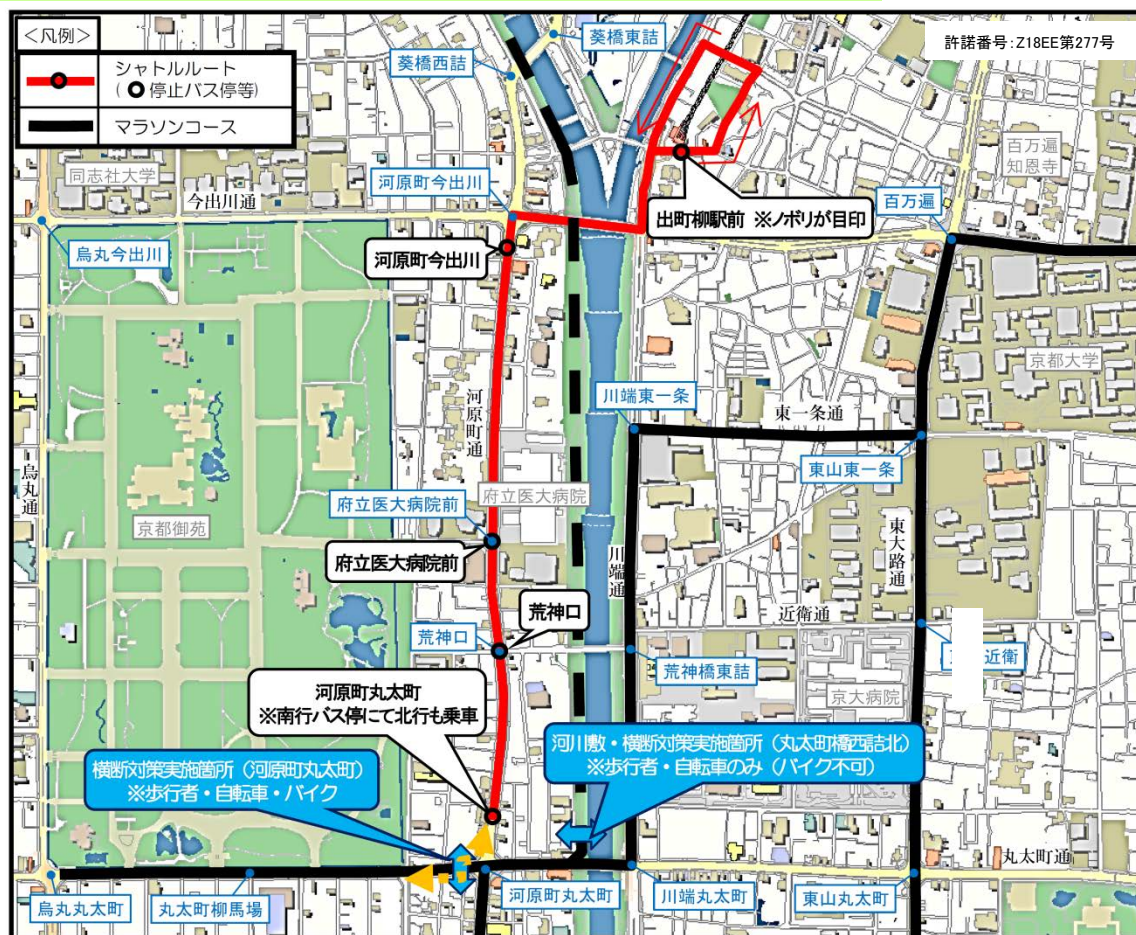 <凡例>
シャトルルート
(停止バス停等)
マラソンコース
許諾番号:Z18EE第277号
葵橋東詰
葵橋西詰
同志社大学
今出川通
河原町今出川
百万遍
知恩寺
百万遍
出町柳駅前 ※ノボリが目印
烏丸今出川
河原町今出川
京都大学
川端東一条
東一条通
河原町通
東山東一条
烏丸通
府立医大病院前
府立医大病院
京都御苑
府立医大病院前
川端通
東大路通
荒神口
近衛通
荒神口
荒神橋東詰
近衛
京大病院
河原町丸太町
※南行バス停にて北行も乗車
河川敷・横断対策実施箇所(丸太町橋西詰北)
※歩行者・自転車のみ(バイク不可)
横断対策実施箇所(河原町丸太町)
※歩行者・自転車・バイク
丸太町通
烏丸丸太町
丸太町柳馬場
河原町丸太町
川端丸太町
東山丸太町